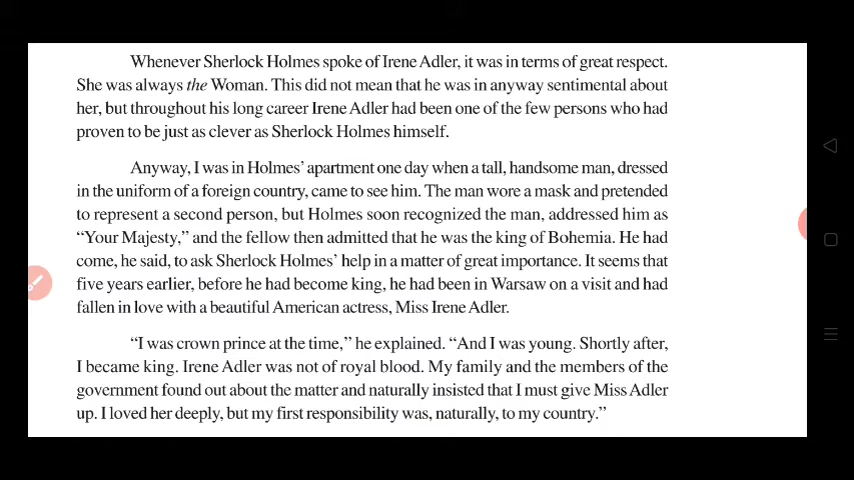 Whenever Sherlock Holmes spoke of Irene Adler, it was in terms of great respect.
She was always the Woman. This did not mean that he was in anyway sentimental about
her, but throughout his long career Irene Adler had been one of the few persons who had
proven to be just as clever as Sherlock Holmes himself.
Anyway, I was in Holmes' apartment one day when a tall, handsome man, dressed
in the uniform of a foreign country, came to see him. The man wore a mask and pretended
to represent a second person, but Holmes soon recognized the man, addressed him as
“Your Majesty,” and the fellow then admitted that he was the king of Bohemia. He had
come, he said, to ask Sherlock Holmes' help in a matter of great importance. It seems that
five years earlier, before he had become king, he had been in Warsaw on a visit and had
fallen in love with a beautiful American actress, Miss Irene Adler.
“I was crown prince at the time,” he explained. “And I was young. Shortly after,
I became king. Irene Adler was not of royal blood. My family and the members of the
government found out about the matter and naturally insisted that I must give Miss Adler
up. I loved her deeply, but my first responsibility was, naturally, to my country.”